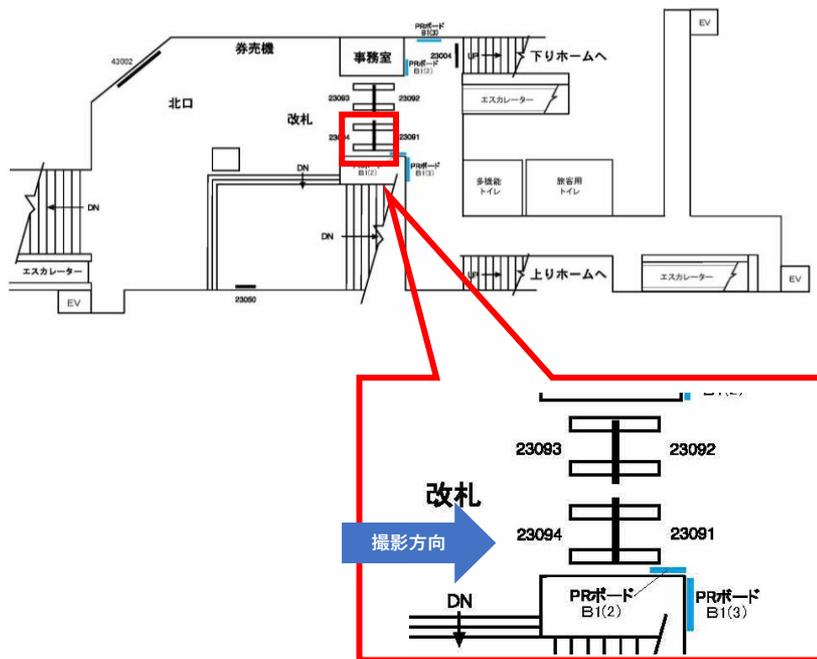 EV
PRボード
B1(3)
券売機
事務室
PRボード
B1(2)
23004
UP
下りホームへ
43002
エスカレーター
北口
23093
23092
改札
23091
PRボード
B1(3)
B1(2)
DN
多機能
トイレ
旅客用
トイレ
DN
DN
エスカレーター
EV
23050
UP
上りホームへ
エスカレーター
EV
23093
23092
改札
撮影方向
23094
23091
DN
PRボード
B1(2)
PRボード
B1(3)